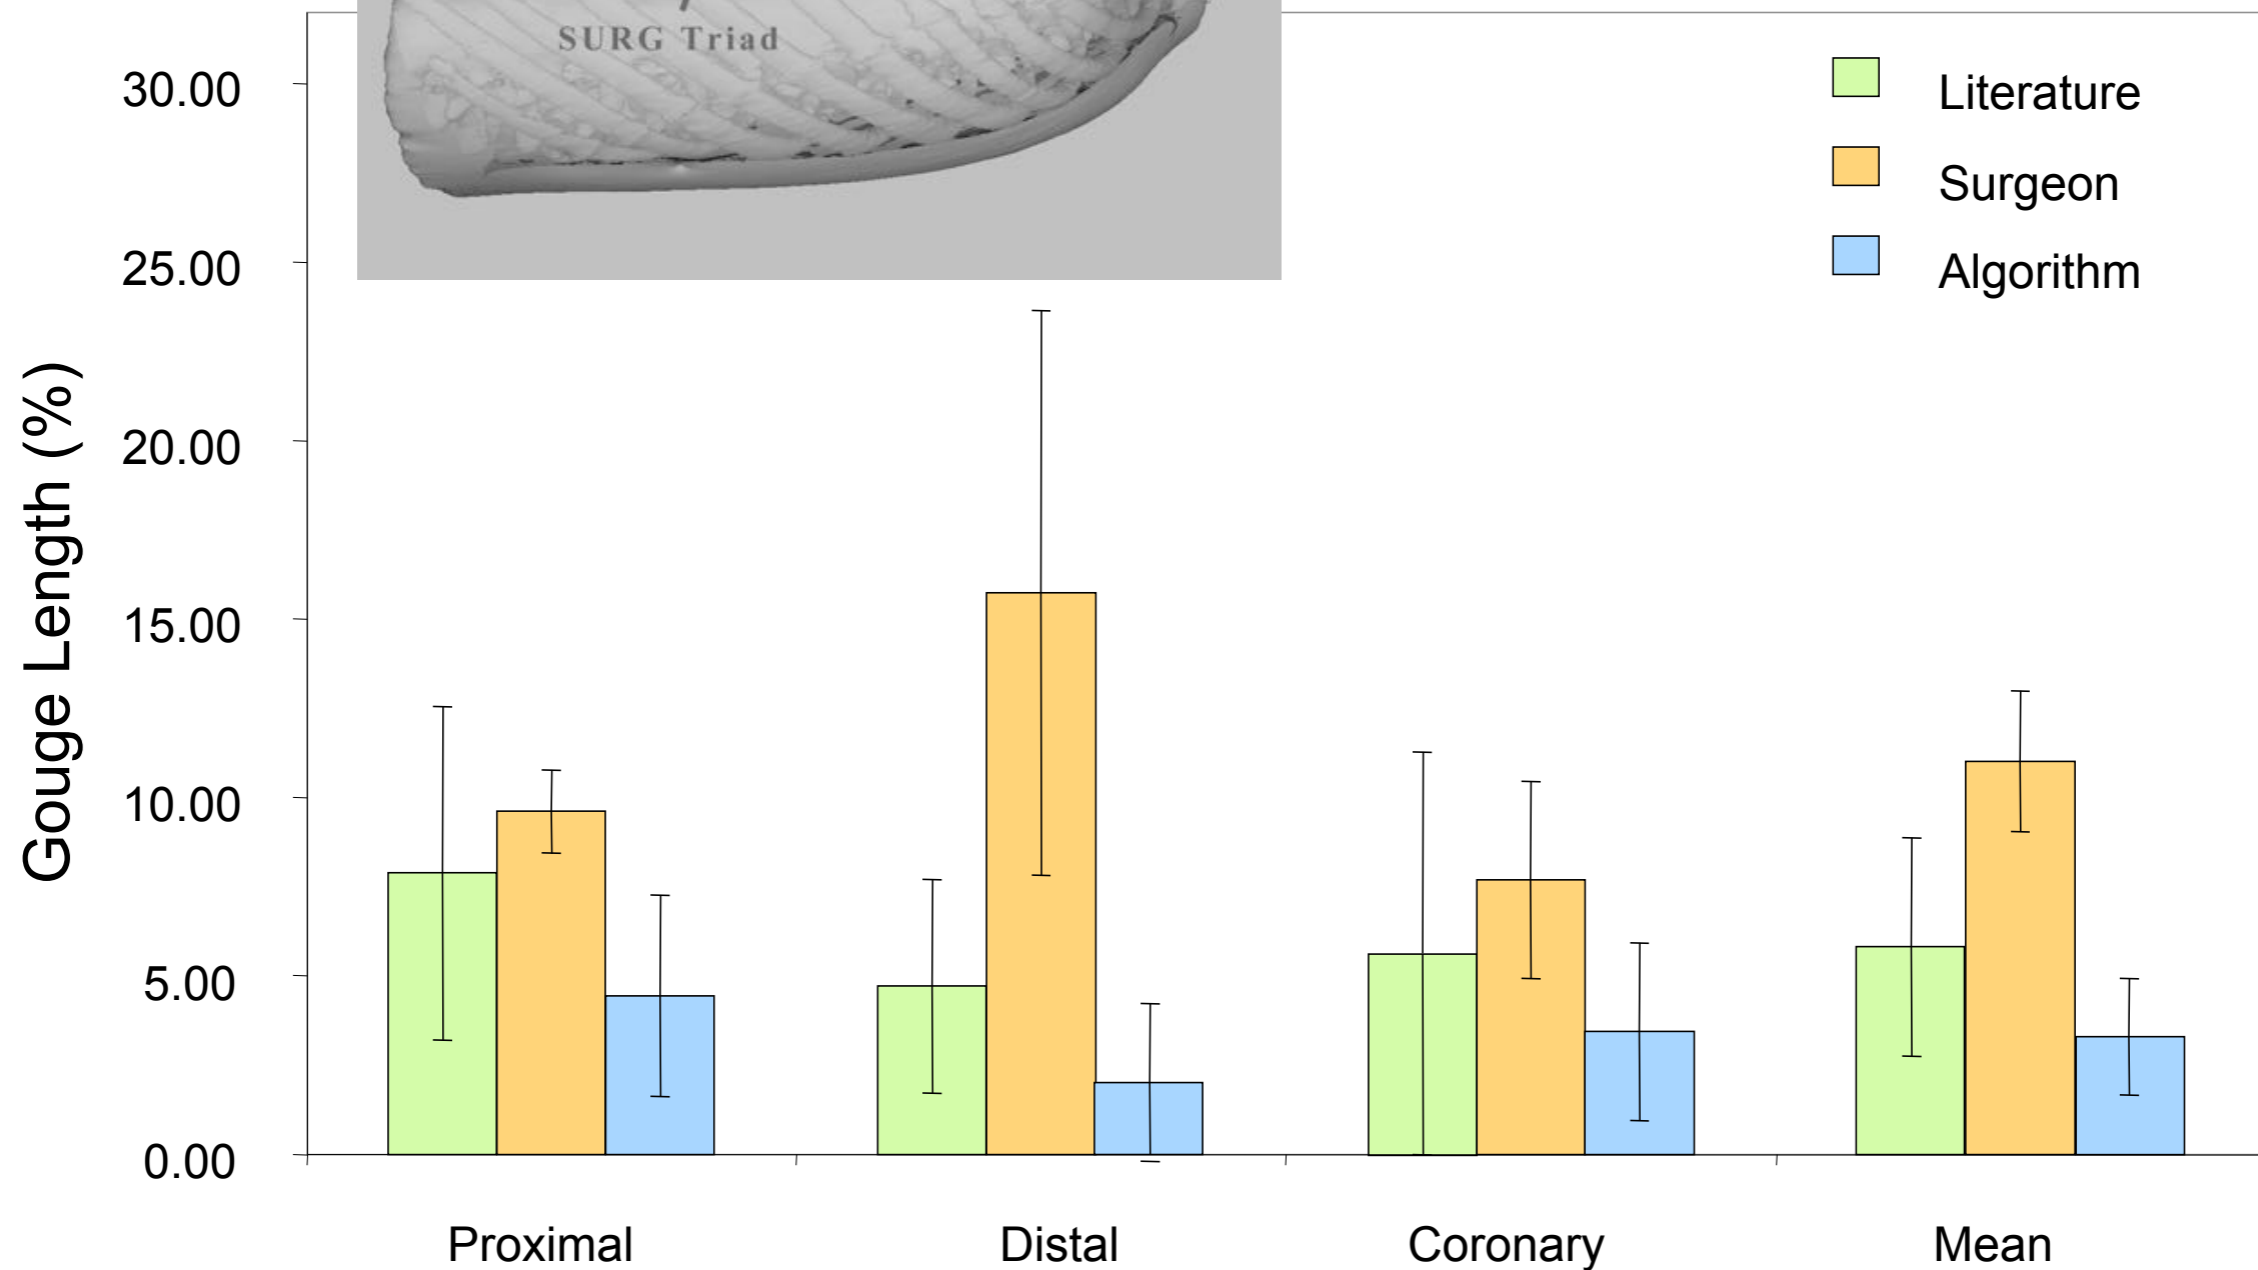 SURG Triad
30.00
25.00
20.00
15.00
10.00
5.00
0.00
Gouge Length (%)
Literature
Surgeon
Algorithm
Proximal
Distal
Coronary
Mean